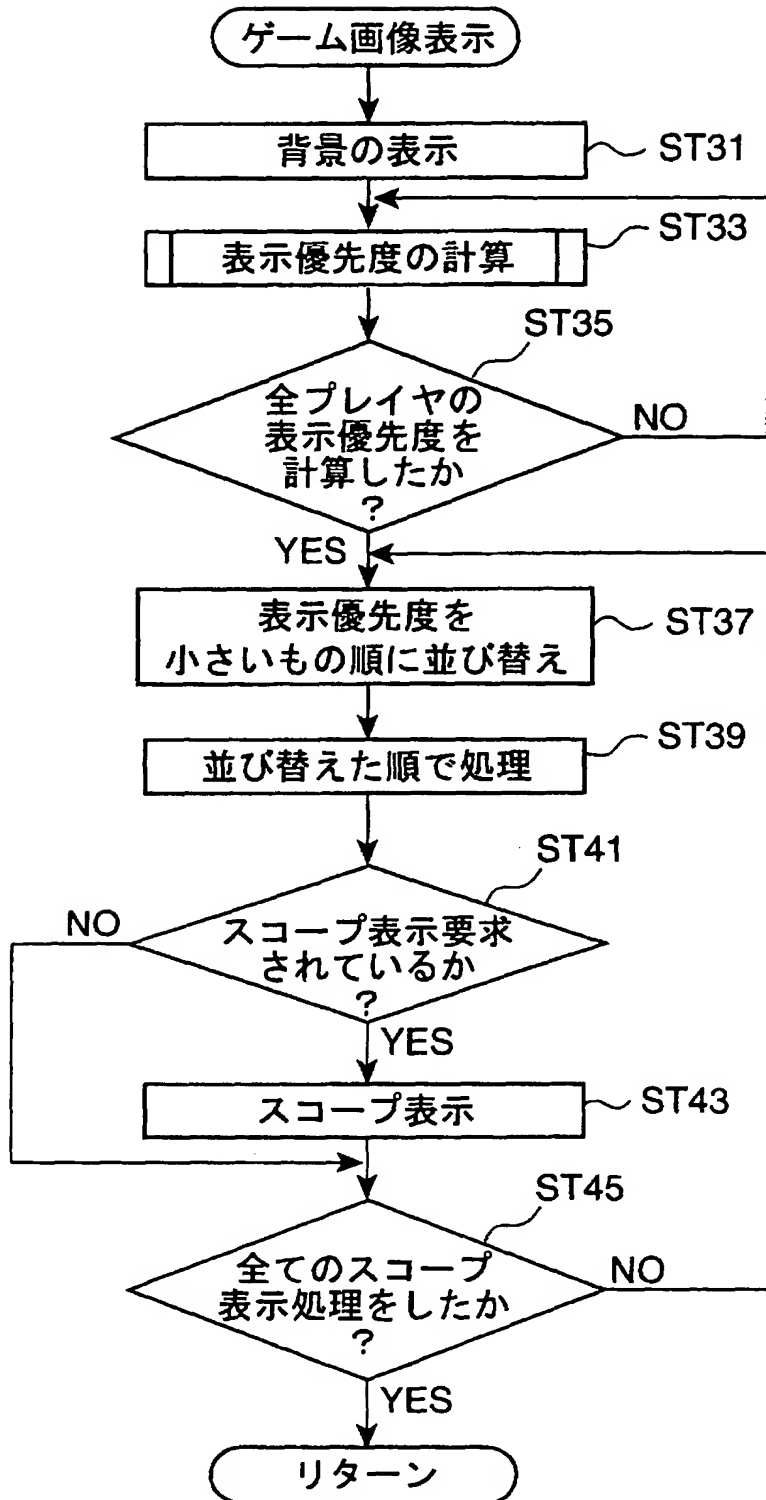 ゲーム画像表示
背景の表示
ST31
表示優先度の計算
ST33
ST35
全プレイヤの
表示優先度を
計算したか
?
NO
YES
表示優先度を
小さいもの順に並び替え
ST37
並び替えた順で処理
ST39
ST41
スコープ表示要求
されているか
?
NO
YES
スコープ表示
ST43
ST45
全てのスコープ
表示処理をしたか
?
NO
YES
リターン